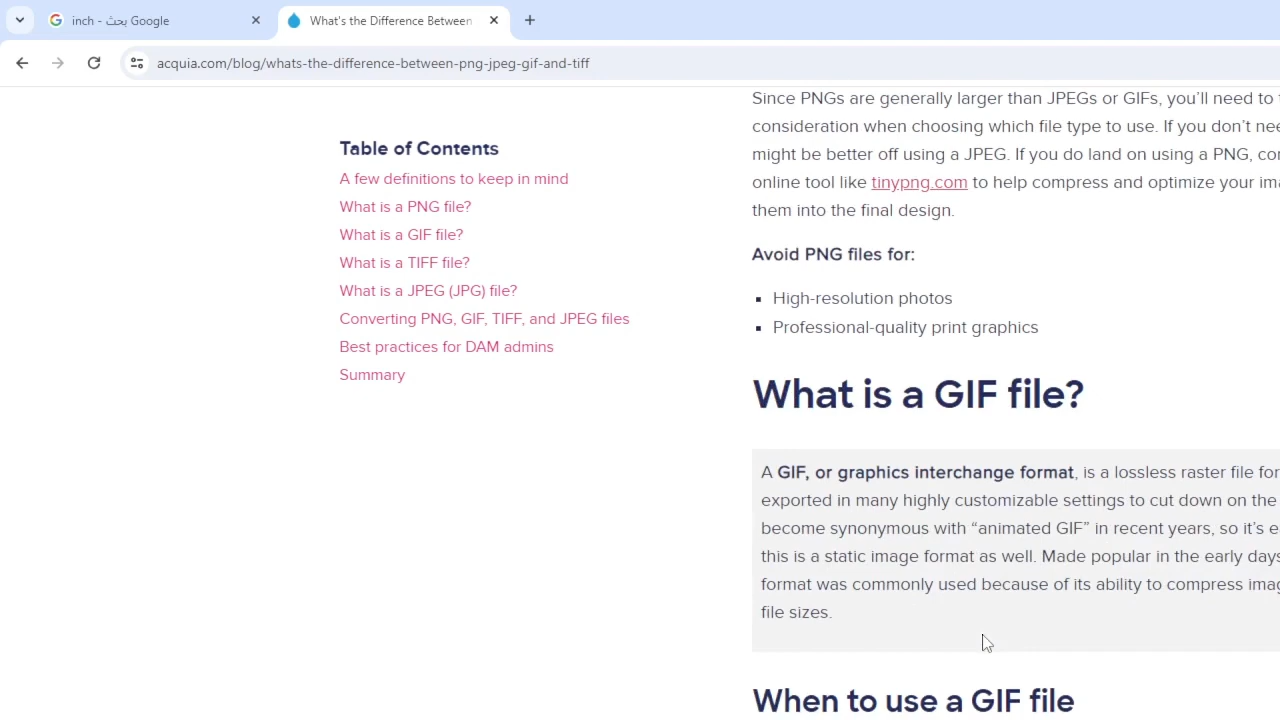 inch - بحث Google
What's the Difference Between
acquia.com/blog/whats-the-difference-between-png-jpeg-gif-and-tiff
Table of Contents
A few definitions to keep in mind
What is a PNG file?
What is a GIF file?
What is a TIFF file?
What is a JPEG (JPG) file?
Converting PNG, GIF, TIFF, and JPEG files
Best practices for DAM admins
Summary
Since PNGs are generally larger than JPEGs or GIFs, you’ll need to
consideration when choosing which file type to use. If you don’t
might be better off using a JPEG. If you do land on using a PNG,
online tool like tinypng.com to help compress and optimize your
them into the final design.
Avoid PNG files for:
▪ High-resolution photos
▪ Professional-quality print graphics
What is a GIF file?
A GIF, or graphics interchange format, is a lossless raster file
exported in many highly customizable settings to cut down on the
become synonymous with “animated GIF” in recent years, so it’s
this is a static image format as well. Made popular in the early days
format was commonly used because of its ability to compress
file sizes.
When to use a GIF file